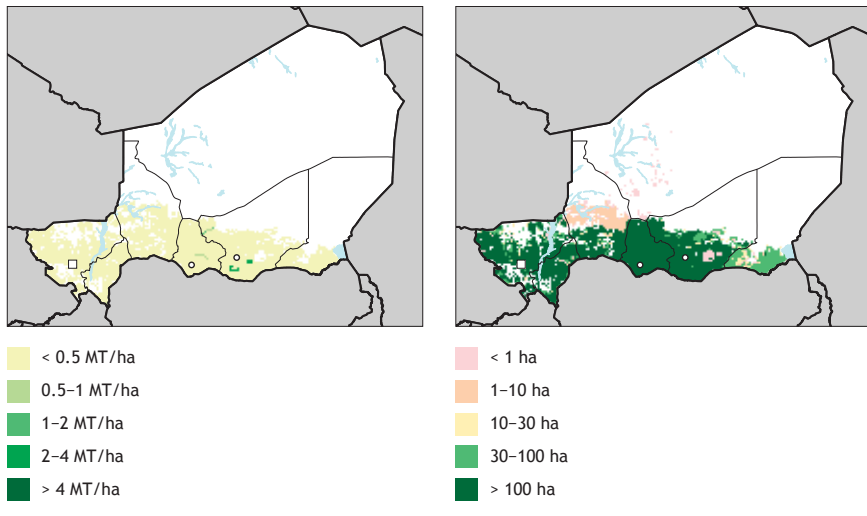 < 0.5 MT/ha
0.5–1 MT/ha
1–2 MT/ha
2–4 MT/ha
> 4 MT/ha
< 1 ha
1–10 ha
10–30 ha
30–100 ha
> 100 ha